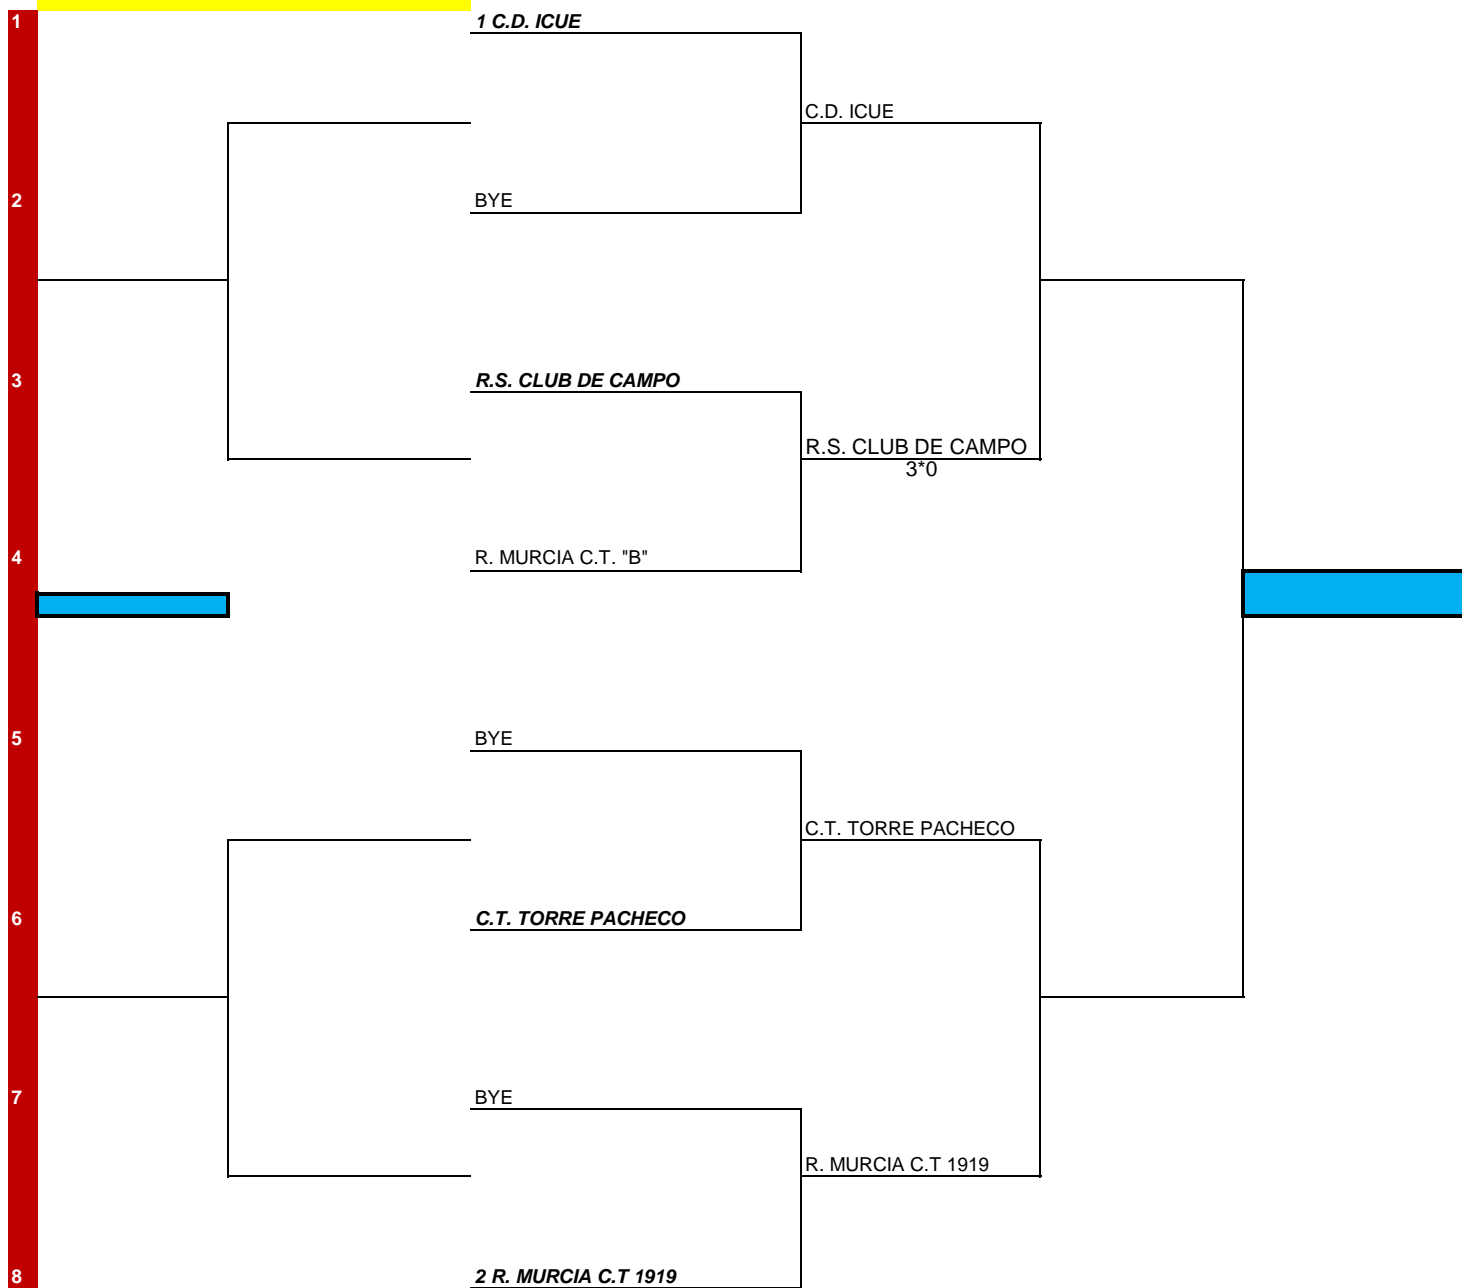 1 1 C.D. ICUE
C.D. ICUE
2 BYE
3 R.S. CLUB DE CAMPO
R.S. CLUB DE CAMPO
3*0
4 R. MURCIA C.T. "B"
5 BYE
C.T. TORRE PACHECO
6 C.T. TORRE PACHECO
7 BYE
R. MURCIA C.T 1919
8 2 R. MURCIA C.T 1919